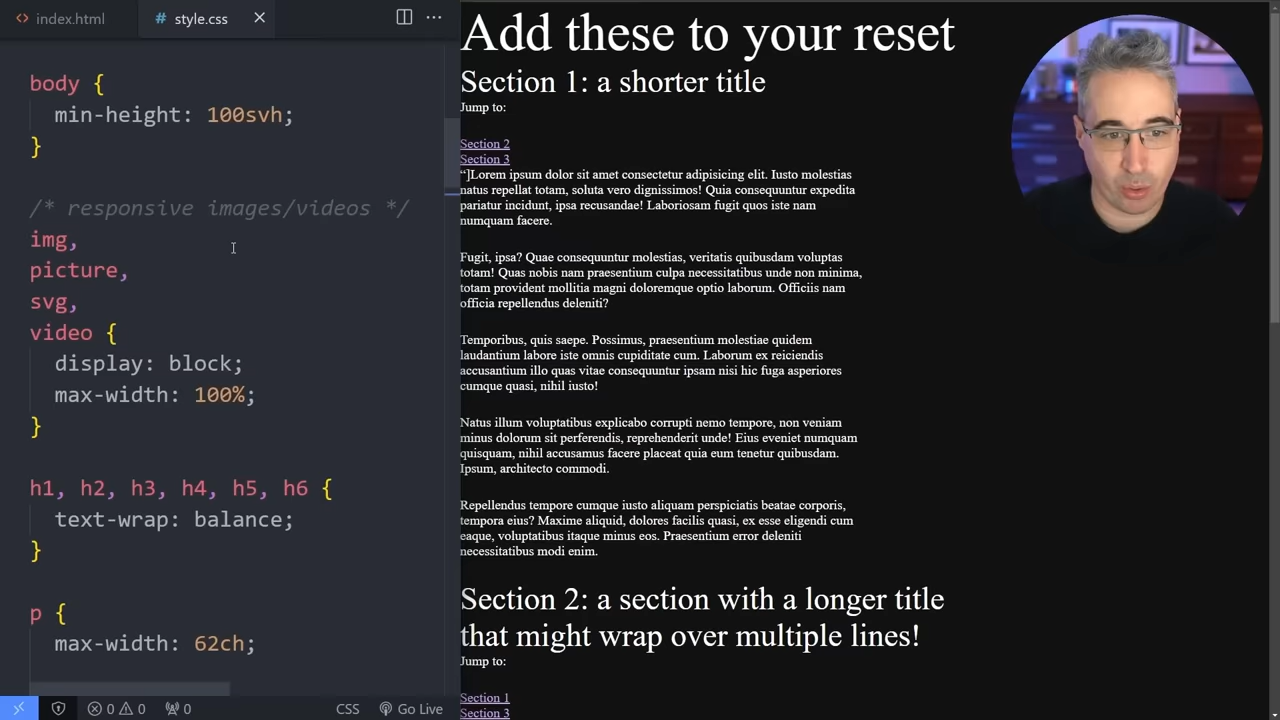 index.html
# style.css
body {
min-height: 100svh;
}
/* responsive images/videos */
img,
picture,
svg,
video {
display: block;
max-width: 100%;
}
h1, h2, h3, h4, h5, h6 {
text-wrap: balance;
}
p {
max-width: 62ch;
0 0 0
CSS
Go Live
Add these to your reset
Section 1: a shorter title
Jump to:
Section 2
Section 3
“]Lorem ipsum dolor sit amet consectetur adipisicing elit. Iusto molestias
natus repellat totam, soluta vero dignissimos! Quia consequuntur expedita
pariatur incidunt, ipsa recusandae! Laboriosam fugit quos iste nam
numquam facere.
Fugit, ipsa? Quae consequuntur molestias, veritatis quibusdam voluptas
totam! Quas nobis nam praesentium culpa necessitatibus unde non minima,
totam provident mollitia magni doloremque optio laborum. Officiis nam
officia repellendus deleniti?
Temporibus, quis saepe. Possimus, praesentium molestiae quidem
laudantium labore iste omnis cupiditate cum. Laborum ex reiciendis
accusantium illo quas vitae consequuntur ipsam nisi hic fuga asperiores
cumque quasi, nihil iusto!
Natus illum voluptatibus explicabo corrupti nemo tempore, non veniam
minus dolorum sit perferendis, reprehenderit unde! Eius eveniet numquam
quisquam, nihil accusamus facere placeat quia eum tenetur quibusdam.
Ipsum, architecto commodi.
Repellendus tempore cumque iusto aliquam perspiciatis beatae corporis,
tempora eius? Maxime aliquid, dolores facilis quasi, ex esse eligendi cum
eaque, voluptatibus itaque minus eos. Praesentium error deleniti
necessitatibus modi enim.
Section 2: a section with a longer title
that might wrap over multiple lines!
Jump to:
Section 1
Section 3